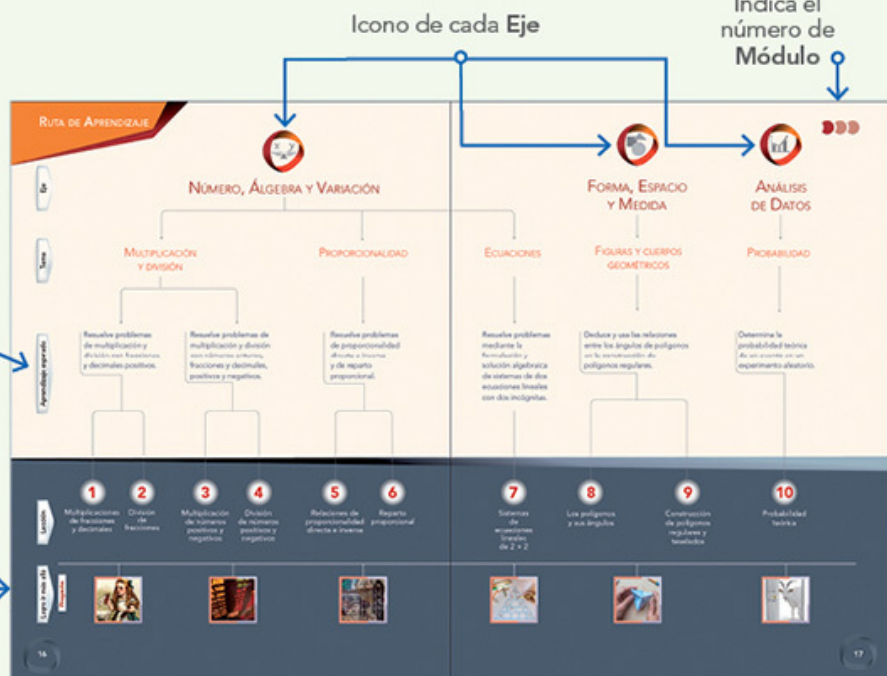 Icono de cada Eje
Indica el
número de
Módulo
RUTA DE APRENDIZAJE
Eje
NÚMERO, ÁLGEBRA Y VARIACIÓN
FORMA, ESPACIO
Y MEDIDA
ANÁLISIS
DE DATOS
Tema
MULTIPLICACIÓN
Y DIVISIÓN
PROPORCIONALIDAD
ECUACIONES
FIGURAS Y CUERPOS
GEOMÉTRICOS
PROBABILIDAD
Aprendizaje esperado
Resuelve problemas
de multiplicación y
división con fracciones
y decimales positivos.
Resuelve problemas de
multiplicación y división
con números enteros,
fracciones y decimales,
positivos y negativos.
Resuelve problemas
de proporcionalidad
directa e inversa
y de reparto
proporcional.
Resuelve problemas
mediante la
formulación y
solución algebraica
de sistemas de dos
ecuaciones lineales
con dos incógnitas.
Deduce y usa las relaciones
entre los ángulos de polígonos
en la construcción de
polígonos regulares.
Determina la
probabilidad teórica
de un evento en un
experimento aleatorio.
Lección
1
Multiplicaciones
de fracciones
y decimales
2
División
de
fracciones
3
Multiplicación
de números
positivos y
negativos
4
División
de números
positivos y
negativos
5
Relaciones de
proporcionalidad
directa e inversa
6
Reparto
proporcional
7
Sistemas
de
ecuaciones
lineales
de 2 × 2
8
Los polígonos
y sus ángulos
9
Construcción
de polígonos
regulares y
teselados
10
Probabilidad
teórica
Logro ir más allá
16
17